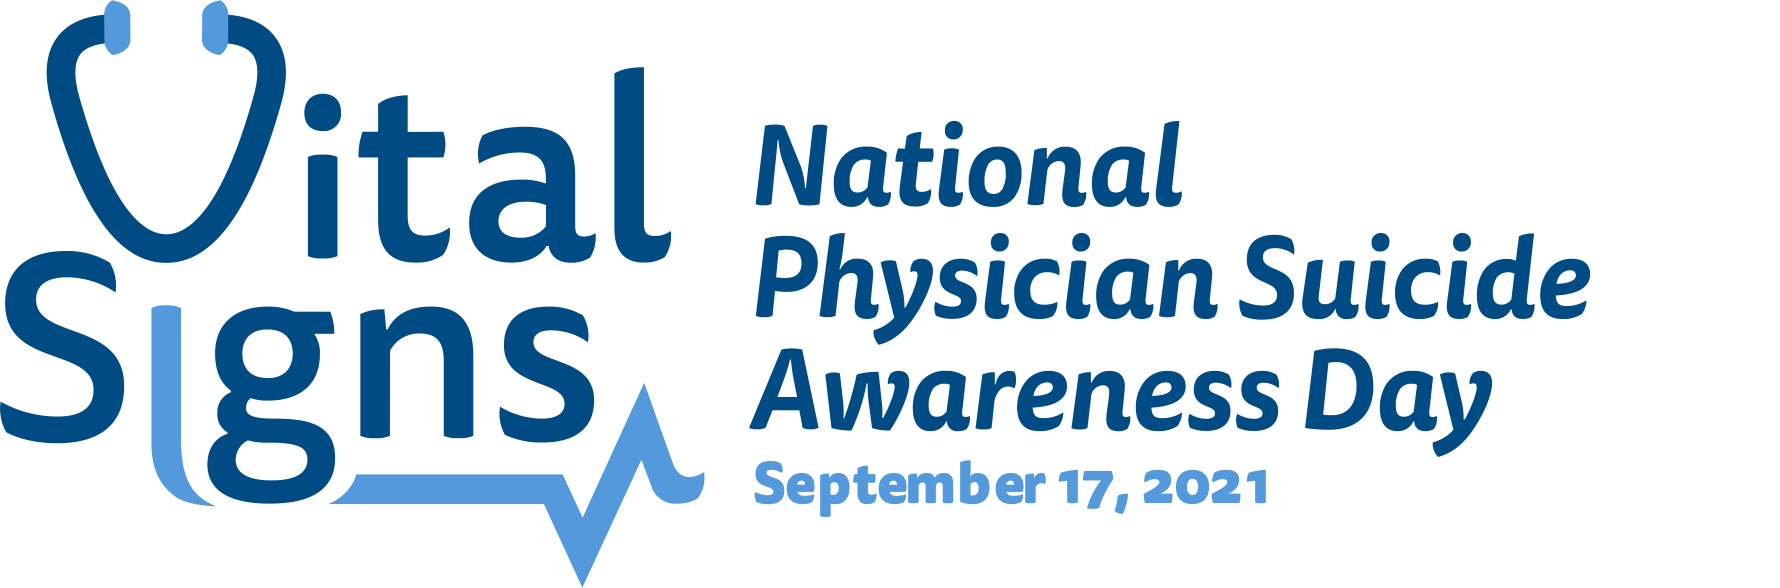 Vital
Signs
National
Physician Suicide
Awareness Day
September 17, 2021